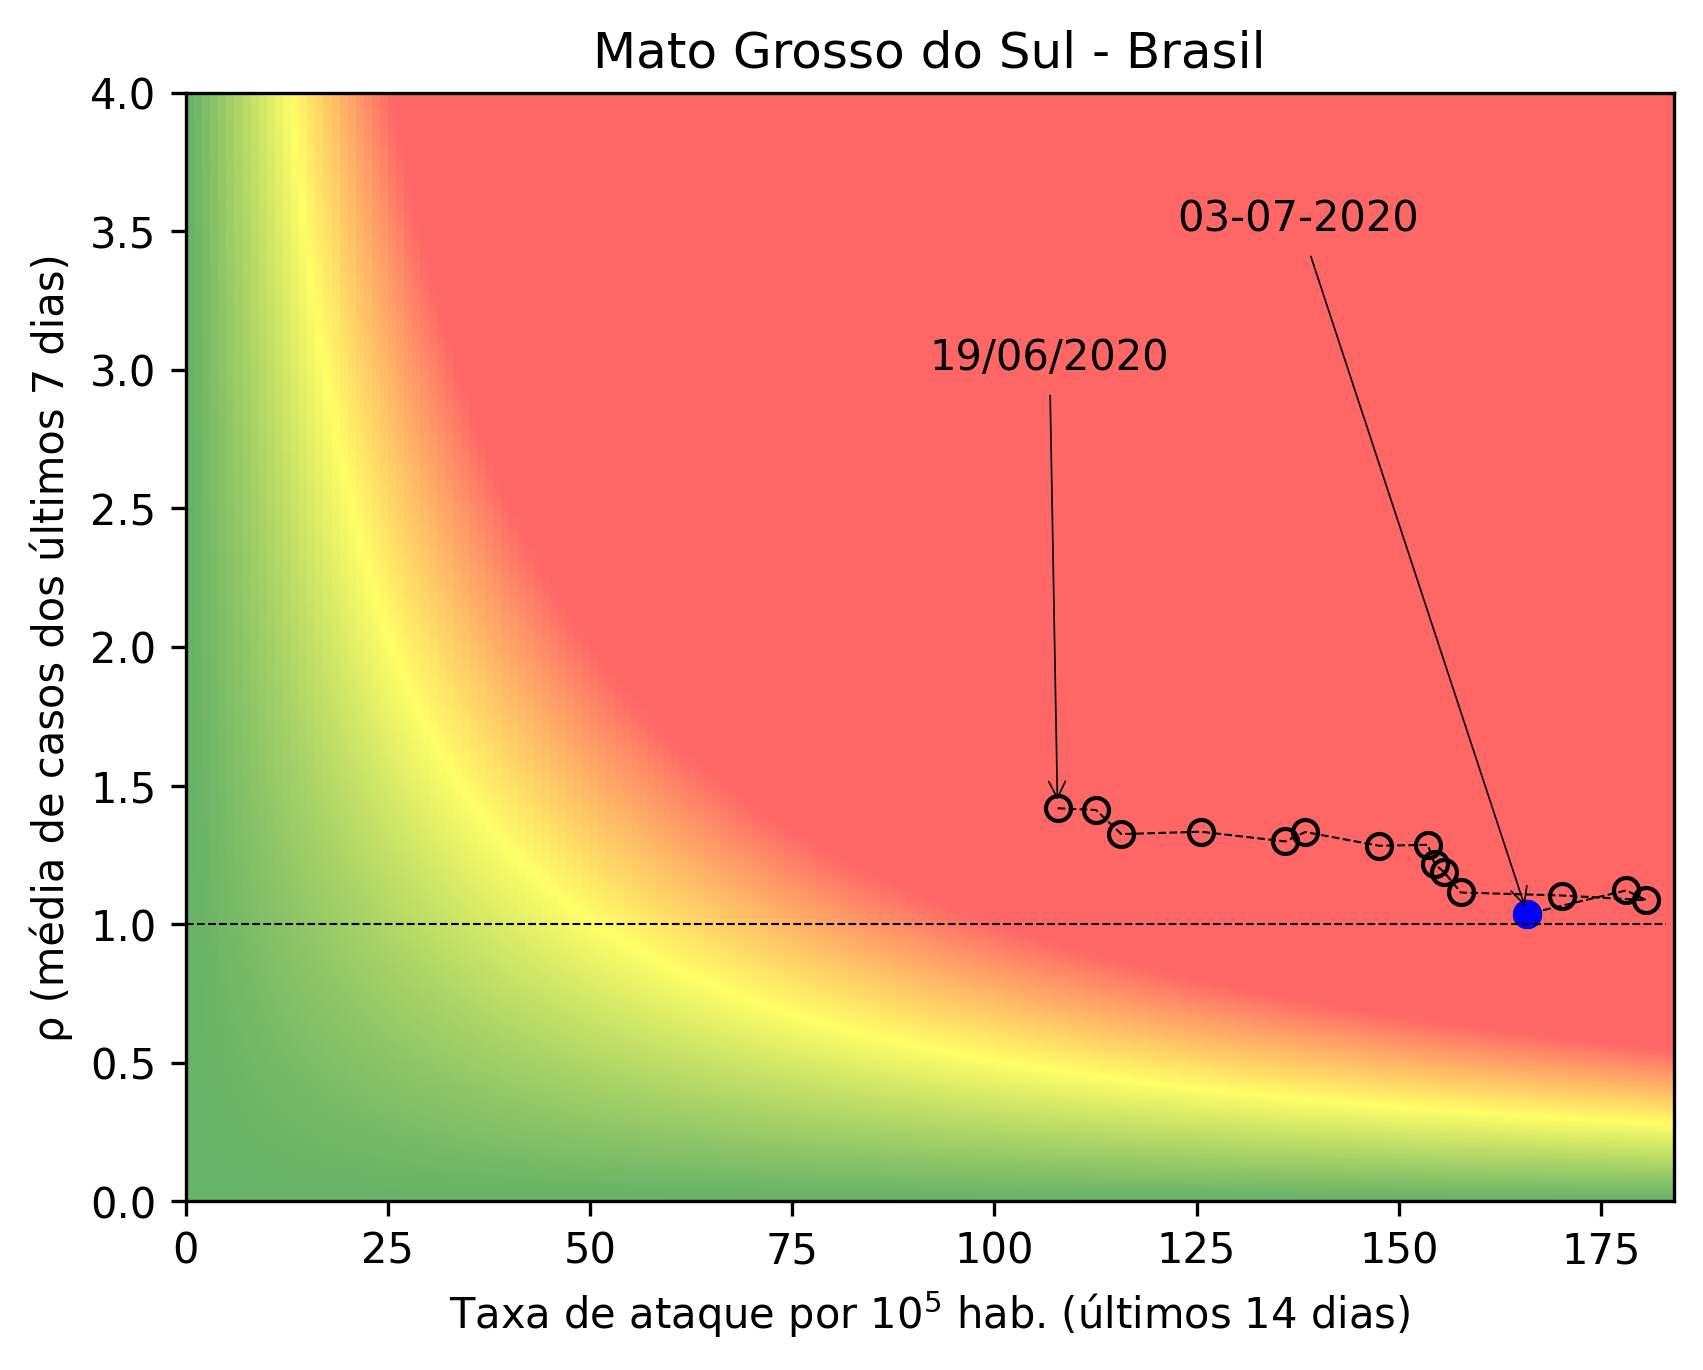 Mato Grosso do Sul - Brasil
4.0
3.5
3.0
2.5
2.0
1.5
1.0
0.5
0.0
ρ (média de casos dos últimos 7 dias)
03-07-2020
19/06/2020
0 25 50 75 100 125 150 175
Taxa de ataque por 10⁵ hab. (últimos 14 dias)